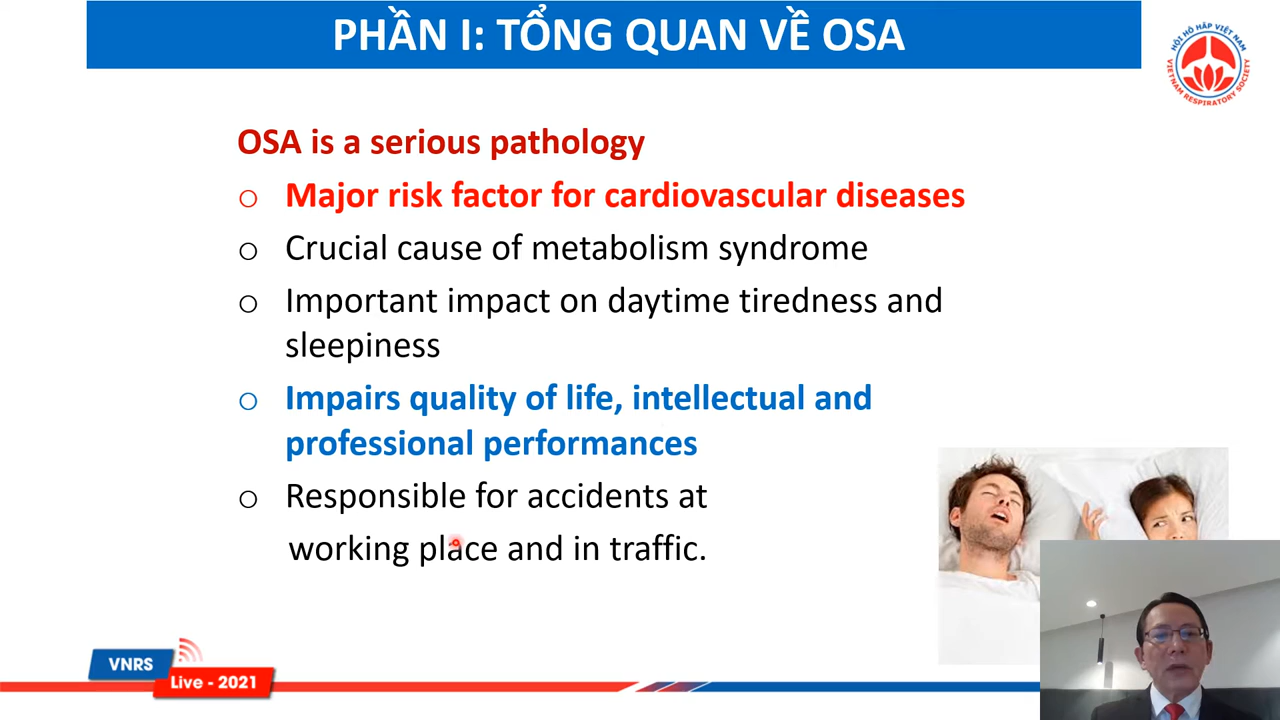 PHẦN I: TỔNG QUAN VỀ OSA
HỘI HÔ HẤP VIỆT NAM
VIETNAM RESPIRATORY SOCIETY
OSA is a serious pathology
o Major risk factor for cardiovascular diseases
o Crucial cause of metabolism syndrome
o Important impact on daytime tiredness and
sleepiness
o Impairs quality of life, intellectual and
professional performances
o Responsible for accidents at
working place and in traffic.
VNRS
Live - 2021